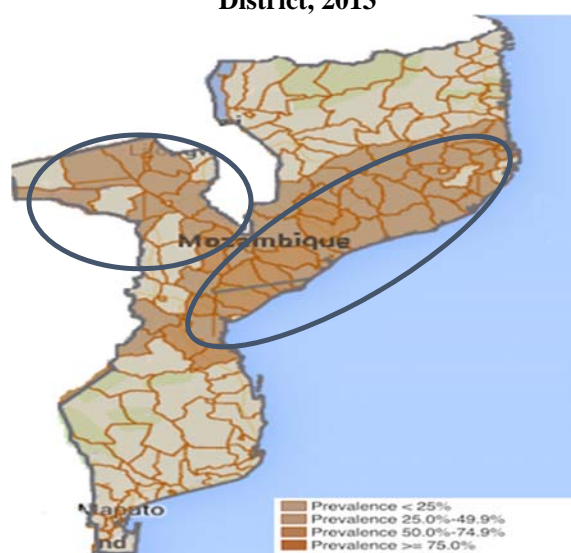 District, 2013
Mozambique
Maputo
nd
Prevalence < 25%
Prevalence 25.0%-49.9%
Prevalence 50.0%-74.9%
Prevalence >= 75.0%